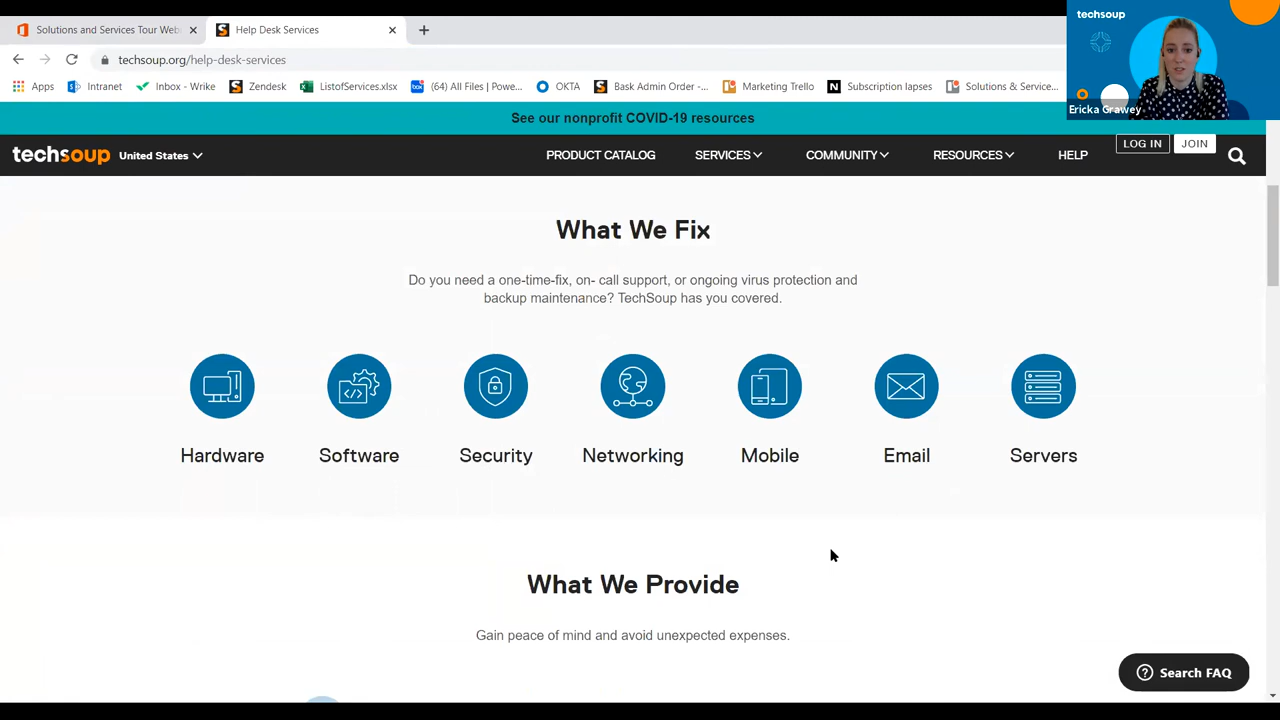 Solutions and Services Tour Web
Help Desk Services
techsoup
techsoup.org/help-desk-services
Apps
Intranet
Inbox - Wrike
Zendesk
ListofServices.xlsx
(64) All Files | Powe...
OKTA
Bask Admin Order -...
Marketing Trello
Subscription lapses
Solutions & Service...
Ericka Grawey
See our nonprofit COVID-19 resources
techsoup
United States
PRODUCT CATALOG
SERVICES
COMMUNITY
RESOURCES
HELP
LOG IN
JOIN
What We Fix
Do you need a one-time-fix, on- call support, or ongoing virus protection and
backup maintenance? TechSoup has you covered.
Hardware
Software
Security
Networking
Mobile
Email
Servers
What We Provide
Gain peace of mind and avoid unexpected expenses.
Search FAQ